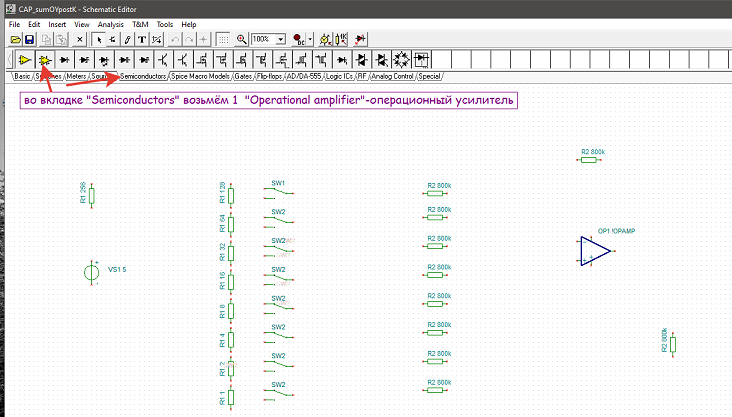 CAP_sumOYpostK - Schematic Editor
File Edit Insert View Analysis T&M Tools Help
100%
DC
Basic Switches Meters Sources Semiconductors Spice Macro Models Gates Flip-flops AD/DA-555 Logic ICs RF Analog Control Special
во вкладке "Semiconductors" возьмём 1 "Operational amplifier"-операционный усилитель
R2 800k
R1 256
R1 128
SW1
R2 800k
R1 64
SW2
R2 800k
OP1 !OPAMP
R1 32
SW2
R2 800k
VS1 5
R1 16
SW2
R2 800k
R1 8
SW2
R2 800k
R1 4
SW2
R2 800k
R2 800k
R1 2
SW2
R2 800k
R1 1
SW2
R2 800k